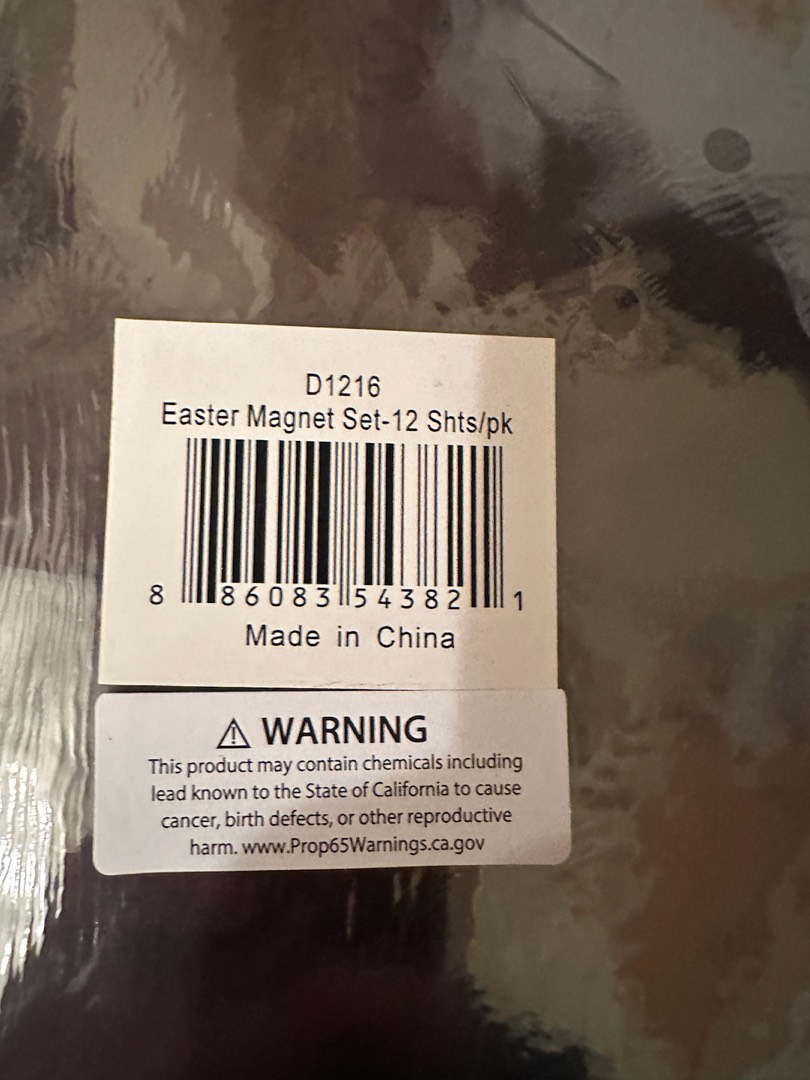 D1216
Easter Magnet Set-12 Shts/pk
8 86083 54382 1
Made in China
⚠ WARNING
This product may contain chemicals including
lead known to the State of California to cause
cancer, birth defects, or other reproductive
harm. www.Prop65Warnings.ca.gov